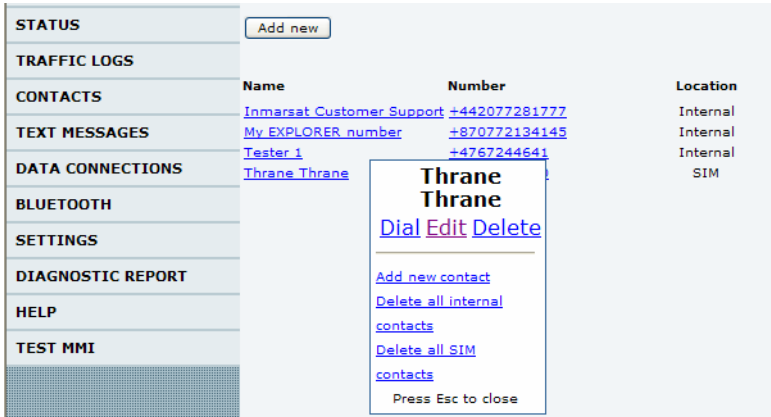 STATUS
TRAFFIC LOGS
CONTACTS
TEXT MESSAGES
DATA CONNECTIONS
BLUETOOTH
SETTINGS
DIAGNOSTIC REPORT
HELP
TEST MMI
Add new
Name Number Location
Inmarsat Customer Support +442077281777 Internal
My EXPLORER number +870772134145 Internal
Tester 1 +4767244641 Internal
Thrane Thrane SIM
Thrane
Thrane
Dial Edit Delete
Add new contact
Delete all internal
contacts
Delete all SIM
contacts
Press Esc to close